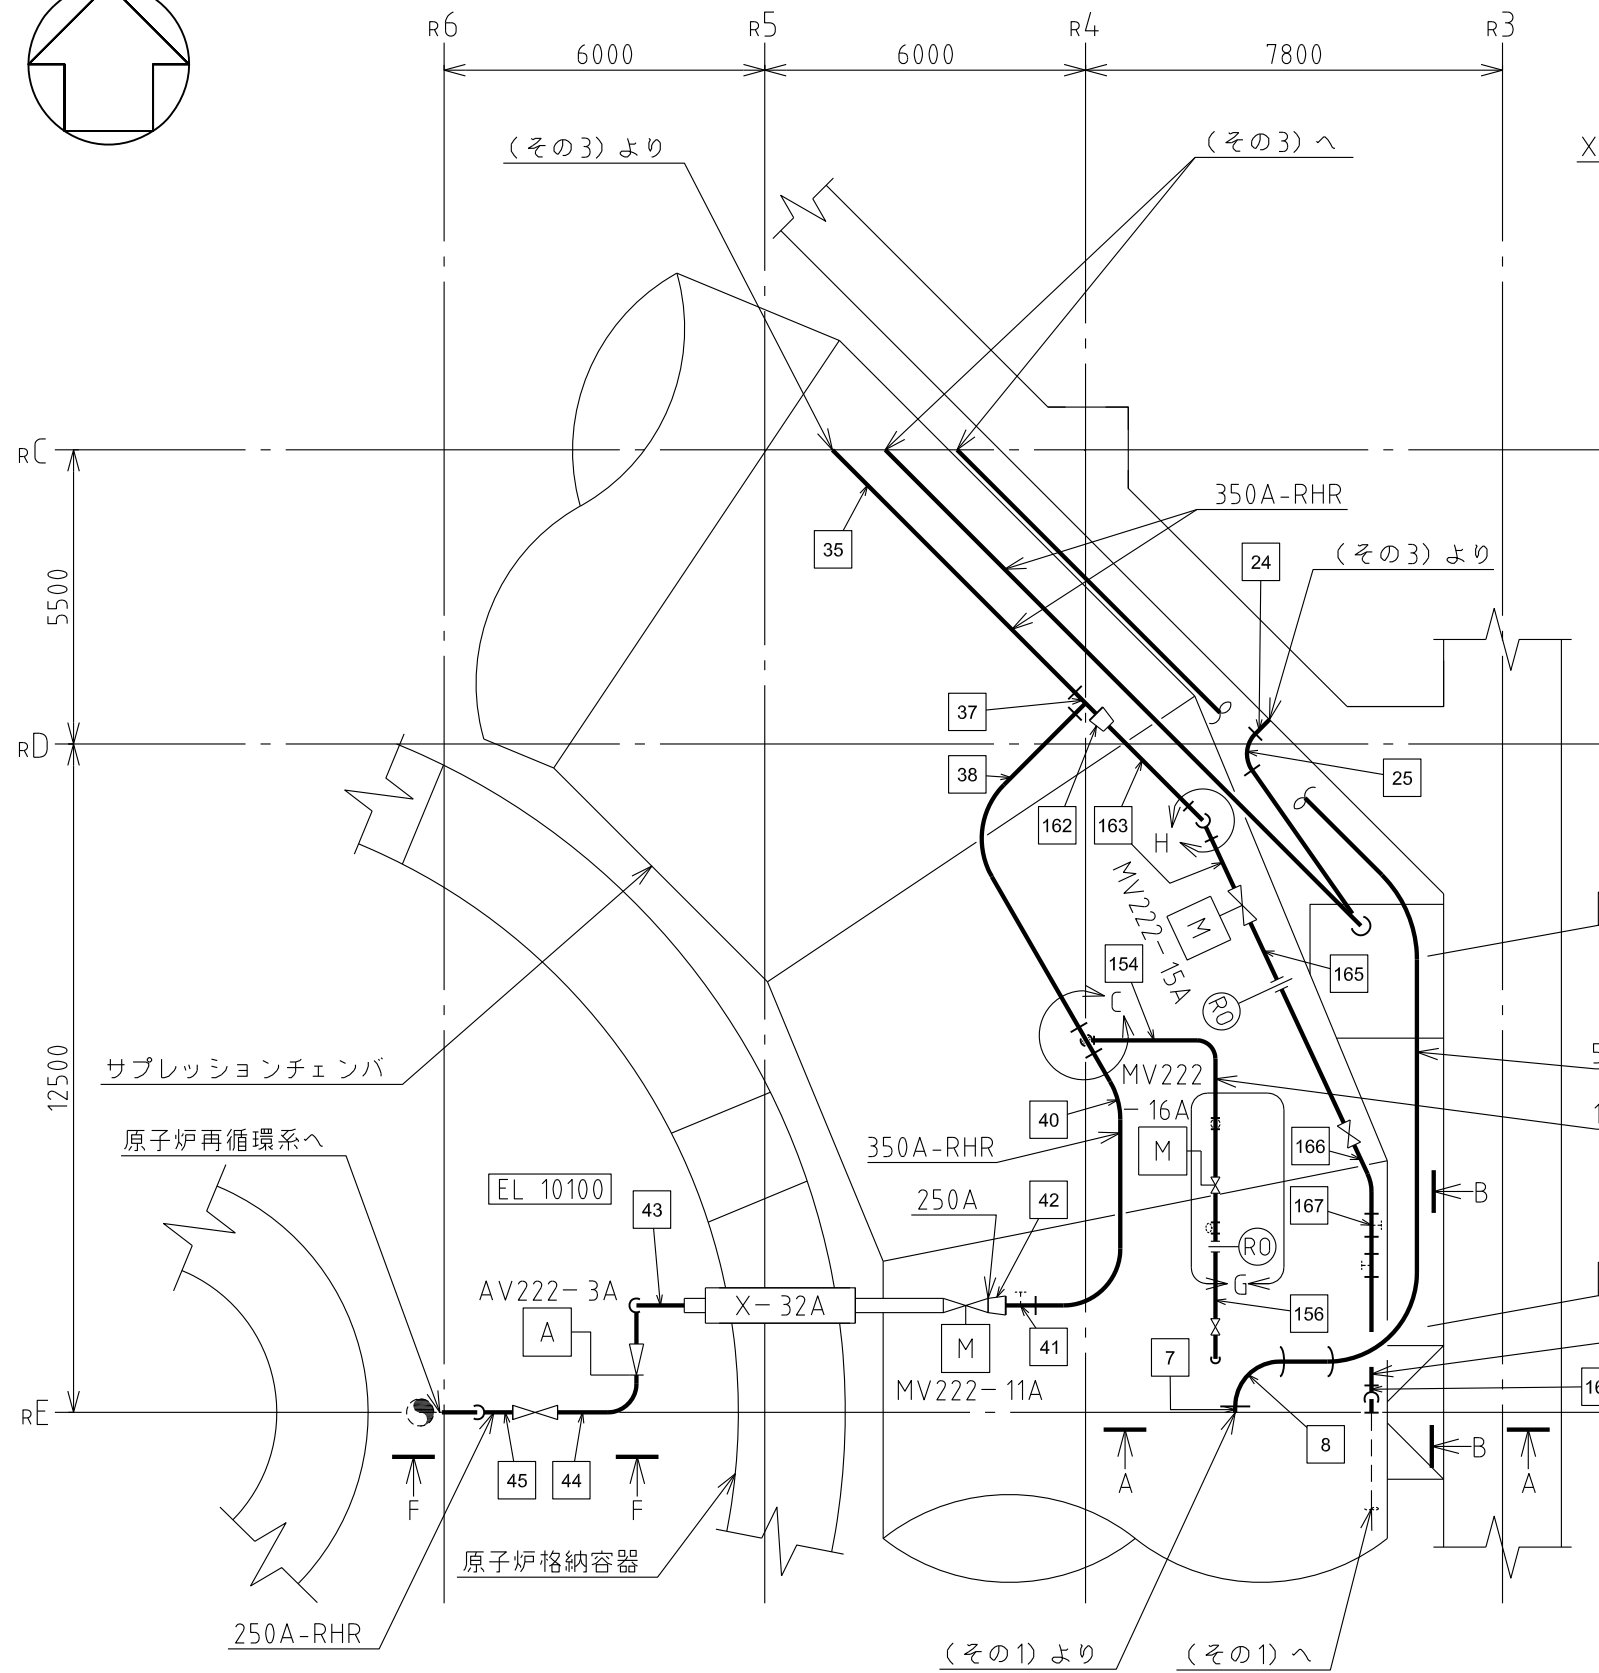 R6
R5
R4
R3
6000
6000
7800
(その3) より
(その3) へ
X
RC
350A-RHR
35
24
(その3) より
5500
37
RD
38
25
162
163
H
MV222-15A
M
154
165
C
RO
サプレッションチェンバ
12500
MV222
-16A
40
原子炉再循環系へ
350A-RHR
M
166
EL 10100
250A
42
B
43
167
RO
AV222-3A
X-32A
G
A
156
M
41
7
MV222-11A
16
RE
8
45
44
B
F
F
A
A
原子炉格納容器
250A-RHR
(その1) より
(その1) へ